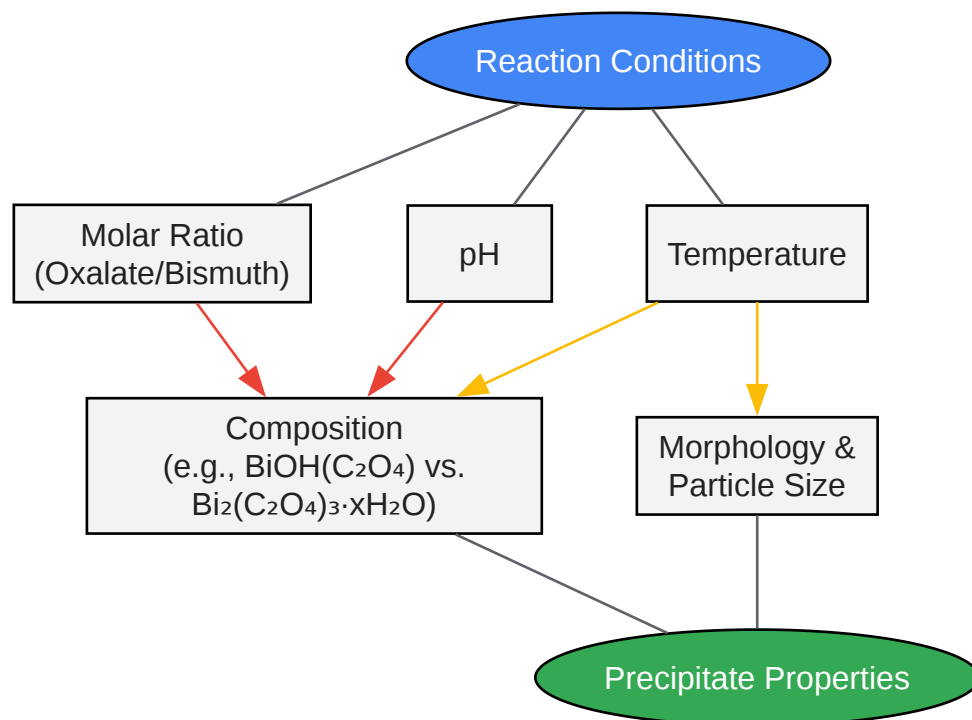 Reaction Conditions
Molar Ratio
(Oxalate/Bismuth)
pH
Temperature
Composition
(e.g., BiOH(C₂O₄) vs.
Bi₂(C₂O₄)₃·xH₂O)
Morphology &
Particle Size
Precipitate Properties